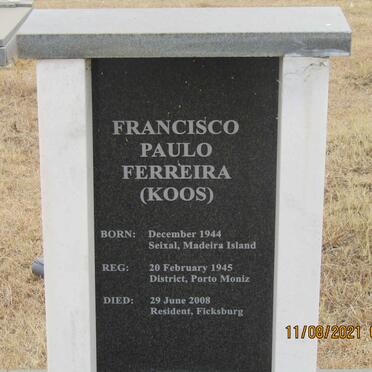 FRANCISCO
PAULO
FERREIRA
(KOOS)
BORN: December 1944
Seixal, Madeira Island
REG: 20 February 1945
District, Porto Moniz
DIED: 29 June 2008
Resident, Ficksburg
11/08/2021